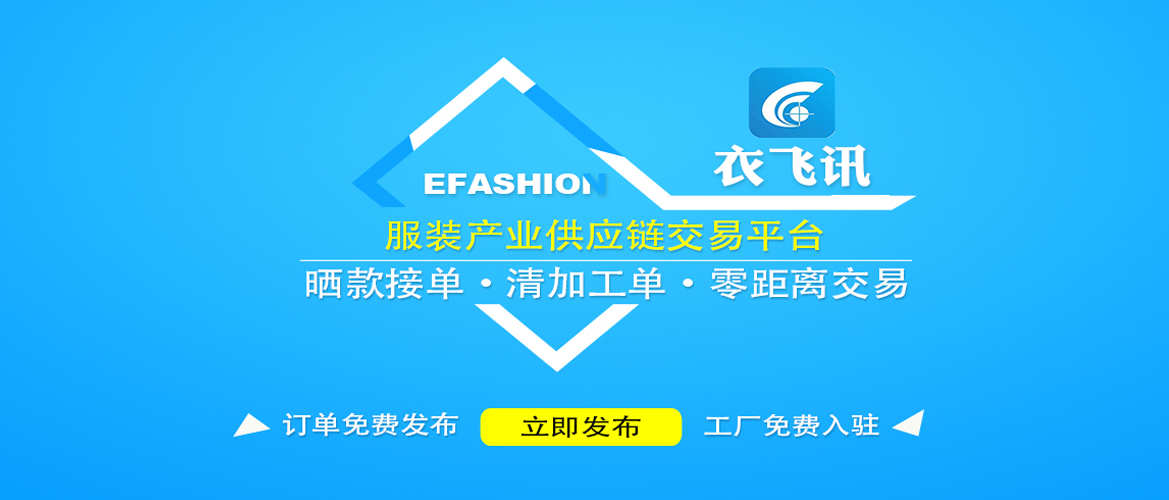 衣飞讯
EFASHION
服装产业供应链交易平台
晒款接单·清加工单·零距离交易
订单免费发布 立即发布 工厂免费入驻